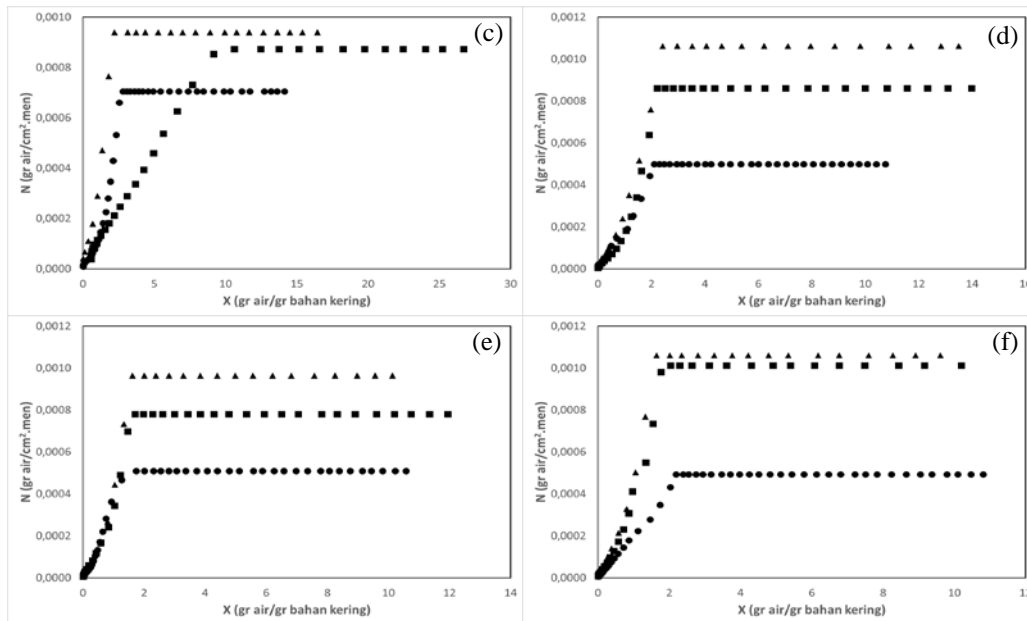 (c)
0,0010
0,0008
0,0006
0,0004
0,0002
0,0000
N (gr air/cm².men)
0 5 10 15 20 25 30
X (gr air/gr bahan kering)
(d)
0,0012
0,0010
0,0008
0,0006
0,0004
0,0002
0,0000
N (gr air/cm².men)
0 2 4 6 8 10 12 14 16
X (gr air/gr bahan kering)
(e)
0,0012
0,0010
0,0008
0,0006
0,0004
0,0002
0,0000
N (gr air/cm².men)
0 2 4 6 8 10 12 14
X (gr air/gr bahan kering)
(f)
0,0012
0,0010
0,0008
0,0006
0,0004
0,0002
0,0000
N (gr air/cm².men)
0 2 4 6 8 10 12
X (gr air/gr bahan kering)